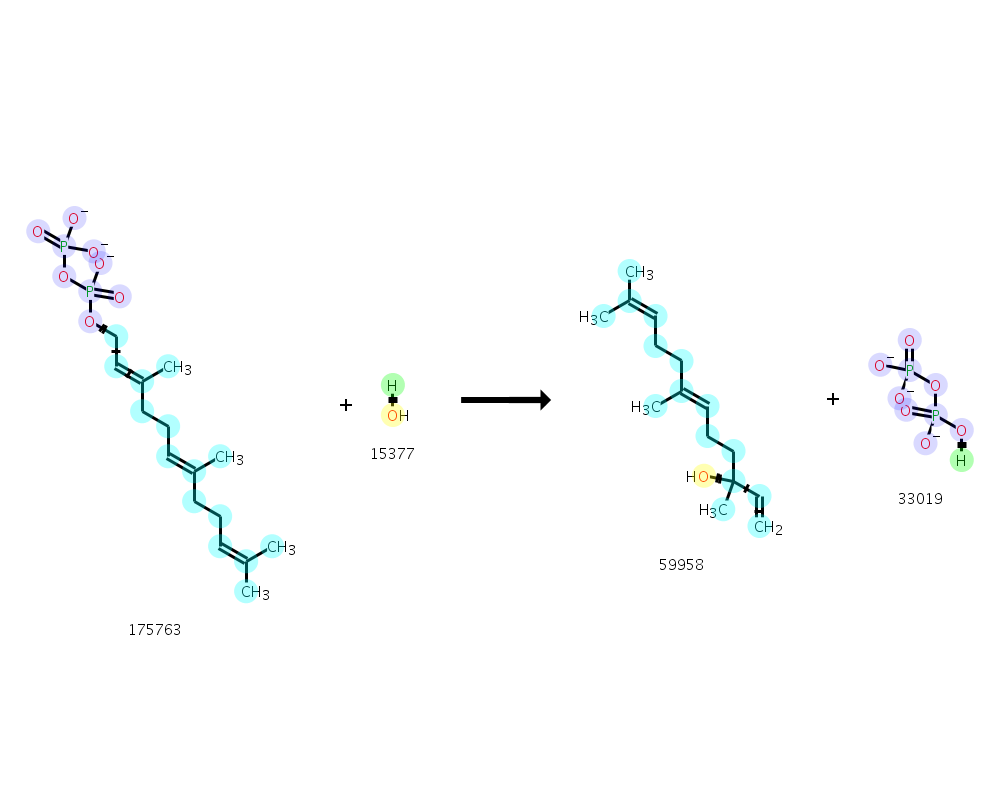 O⁻
O
P
O⁻
O⁻
O
P
O
O
CH₃
CH₃
CH₃
CH₃
175763
+
H
OH
15377
CH₃
H₃C
H₃C
HO
H₃C
CH₂
59958
+
O
O⁻
P
O
O⁻
O
P
O
O⁻
H
33019